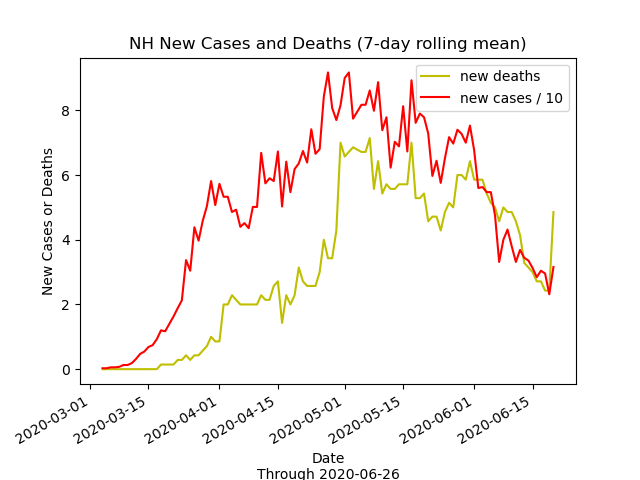 NH New Cases and Deaths (7-day rolling mean)
new deaths
new cases / 10
New Cases or Deaths
8
6
4
2
0
2020-03-01
2020-03-15
2020-04-01
2020-04-15
2020-05-01
2020-05-15
2020-06-01
2020-06-15
Date
Through 2020-06-26